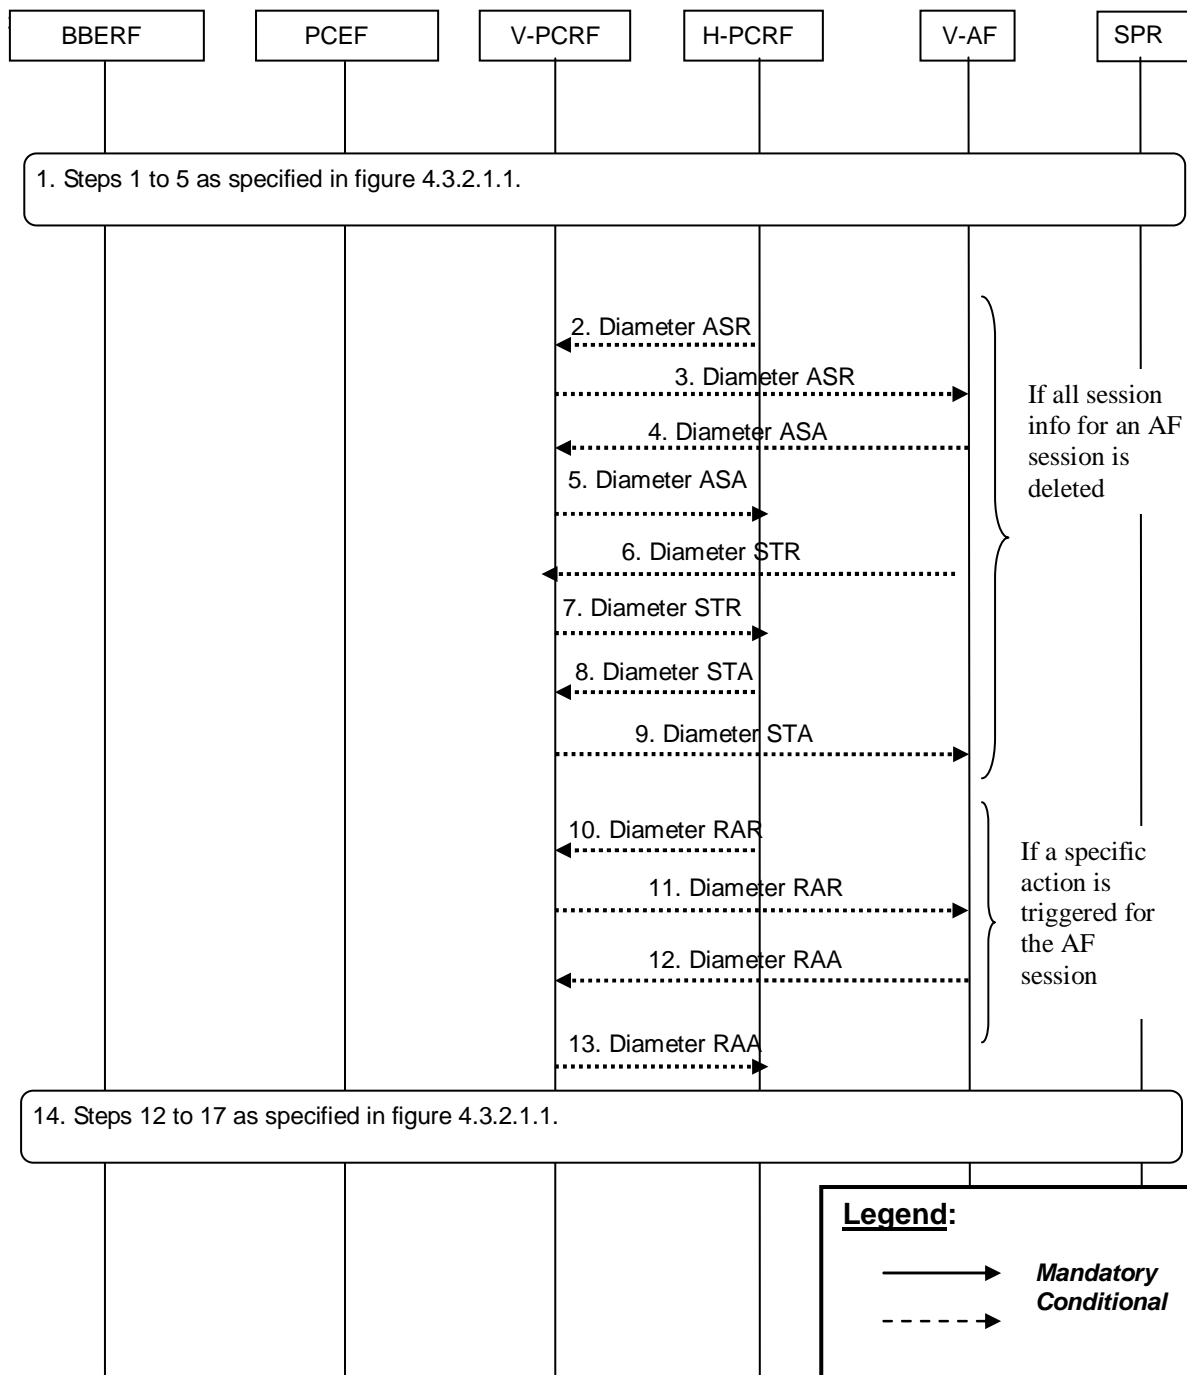 BBERF
PCEF
V-PCRF
H-PCRF
V-AF
SPR
1. Steps 1 to 5 as specified in figure 4.3.2.1.1.
2. Diameter ASR
3. Diameter ASR
4. Diameter ASA
5. Diameter ASA
6. Diameter STR
7. Diameter STR
8. Diameter STA
9. Diameter STA
If all session
info for an AF
session is
deleted
10. Diameter RAR
11. Diameter RAR
12. Diameter RAA
13. Diameter RAA
If a specific
action is
triggered for
the AF
session
14. Steps 12 to 17 as specified in figure 4.3.2.1.1.
Legend:
Mandatory
Conditional